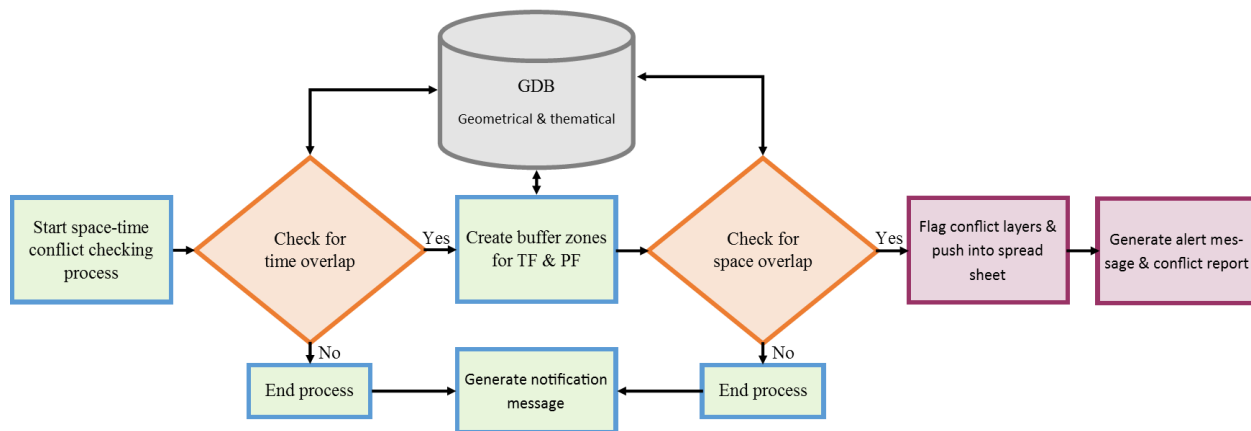 GDB
Geometrical & thematical
Start space-time
conflict checking
process
Check for
time overlap
Yes
Create buffer zones
for TF & PF
Check for
space overlap
Yes
Flag conflict layers &
push into spread
sheet
Generate alert mes-
sage & conflict report
No
End process
Generate notification
message
No
End process